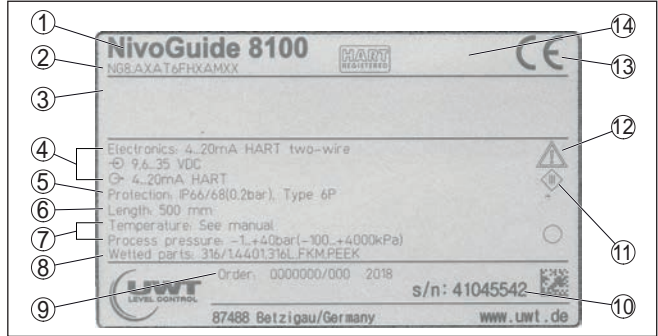 1
NivoGuide 8100
HART
REGISTERED
14
CE
2
NG8.AXAT6FHXAMXX
13
3
4
Electronics: 4...20mA HART two-wire
12
9.6...35 VDC
4...20mA HART
5
Protection: IP66/68(0.2bar), Type 6P
6
Length: 500 mm
7
Temperature: See manual
11
Process pressure: -1...+40bar(-100...+4000kPa)
8
Wetted parts: 316/1.4401,316L,FKM,PEEK
9
Order: 0000000/000 2018
10
s/n: 41045542
UWT
LEVEL CONTROL
87488 Betzigau/Germany
www.uwt.de